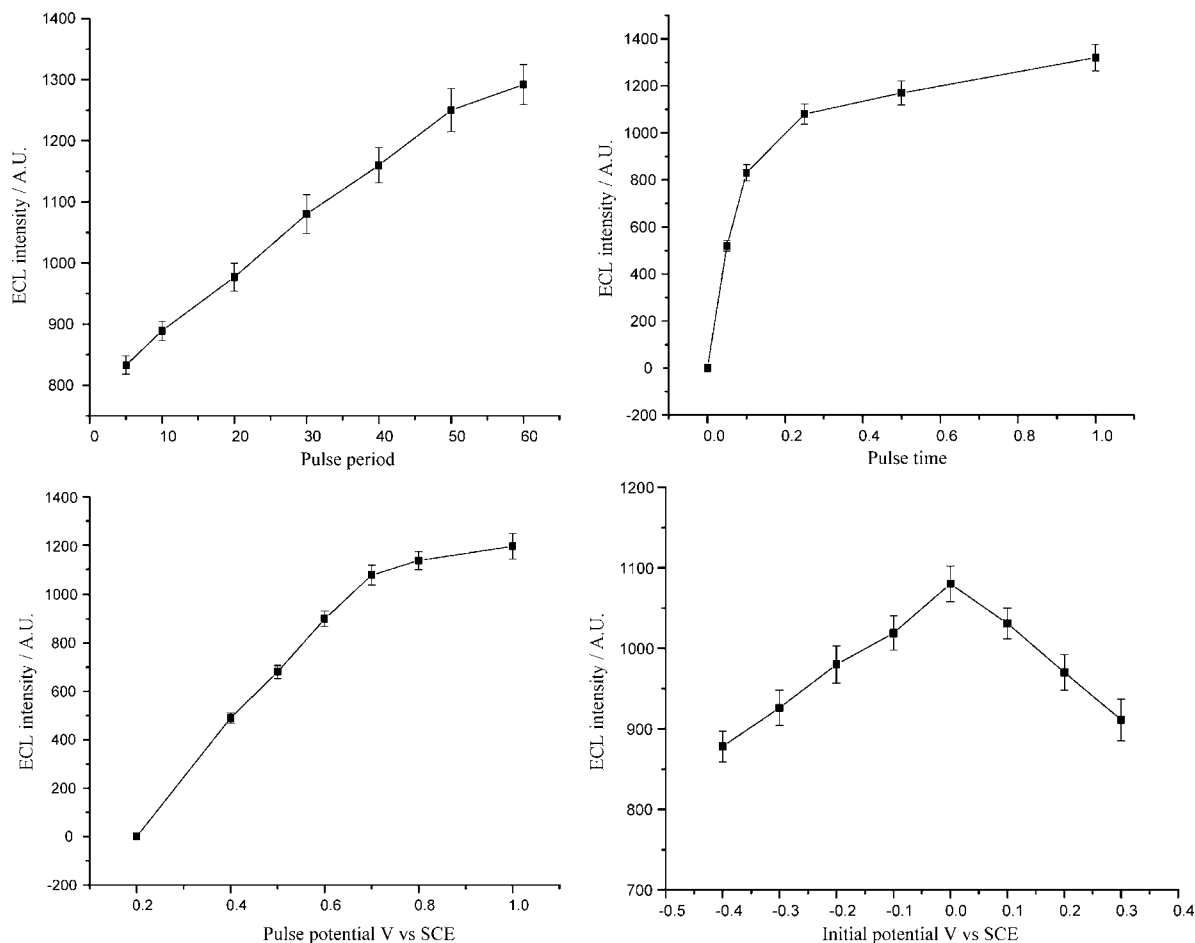 1400
1300
1200
1100
1000
900
800
ECL intensity / A.U.
0 10 20 30 40 50 60
Pulse period
1400
1200
1000
800
600
400
200
0
-200
ECL intensity / A.U.
0.0 0.2 0.4 0.6 0.8 1.0
Pulse time
1400
1200
1000
800
600
400
200
0
-200
ECL intensity / A.U.
0.2 0.4 0.6 0.8 1.0
Pulse potential V vs SCE
1200
1100
1000
900
800
700
ECL intensity / A.U.
-0.5 -0.4 -0.3 -0.2 -0.1 0.0 0.1 0.2 0.3 0.4
Initial potential V vs SCE